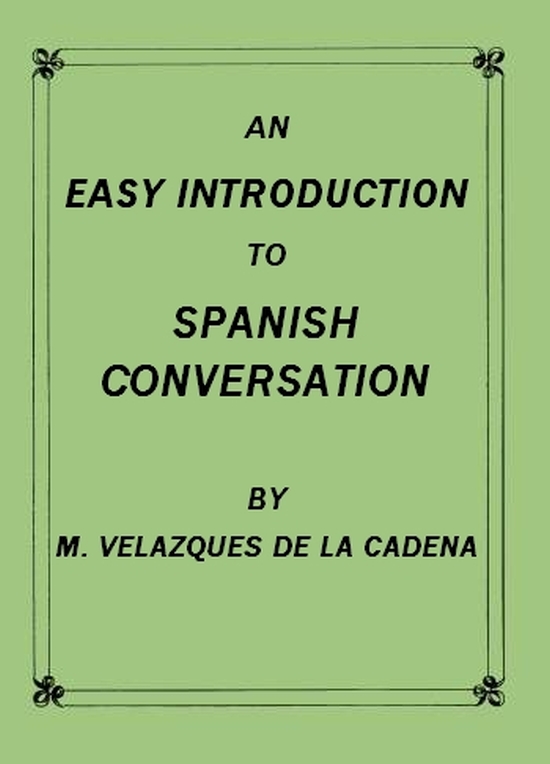 AN
EASY INTRODUCTION
TO
SPANISH
CONVERSATION
BY
M. VELAZQUES DE LA CADENA